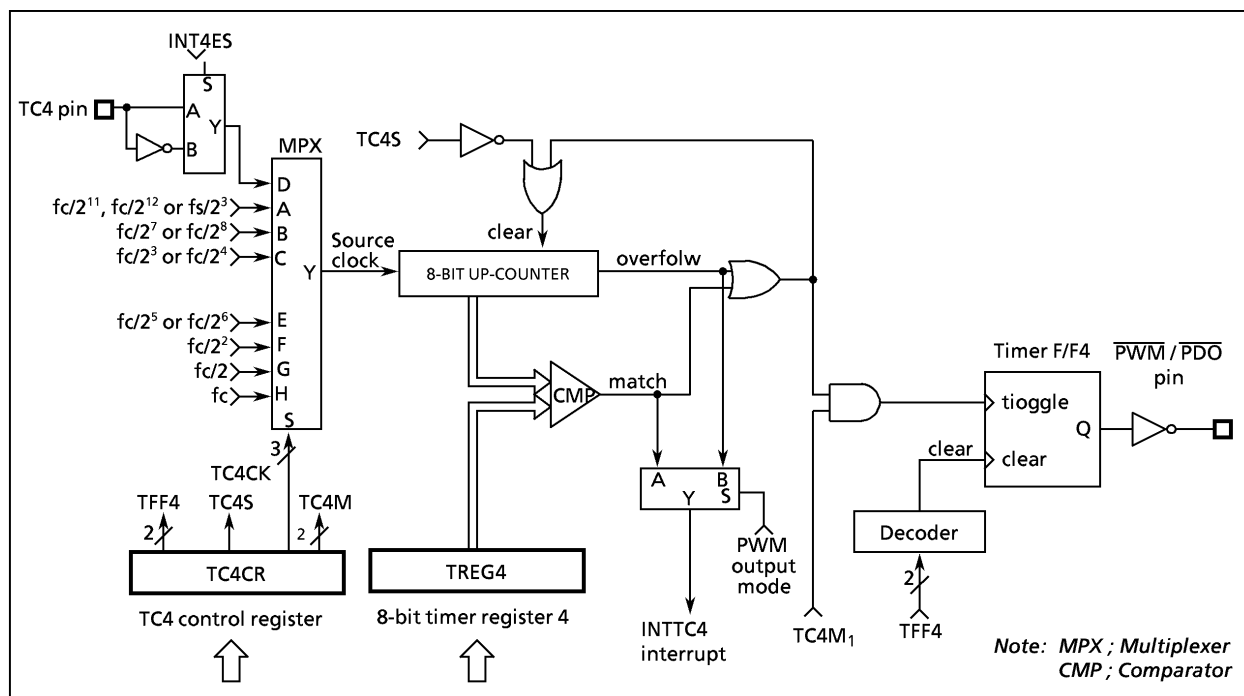 INT4ES
S
TC4 pin
A
Y
B
MPX
TC4S
D
fc/2¹¹, fc/2¹² or fs/2³
A
fc/2⁷ or fc/2⁸
B
fc/2³ or fc/2⁴
C
Y
Source
clock
clear
8-BIT UP-COUNTER
overfolw
fc/2⁵ or fc/2⁶
E
fc/2²
F
fc/2
G
fc
H
S
CMP
match
Timer F/F4
PWM / PDO
pin
tioggle
Q
clear
clear
3
TC4CK
TFF4
TC4S
TC4M
2
2
A
B
Y
S
PWM
output
mode
Decoder
2
TC4CR
TREG4
TC4 control register
8-bit timer register 4
INTTC4
interrupt
TC4M₁
TFF4
Note: MPX ; Multiplexer
CMP ; Comparator